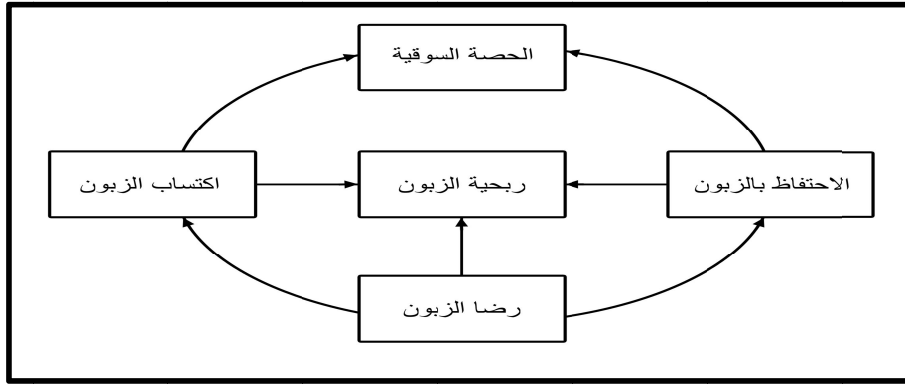 الحصة السوقية
الاحتفاظ بالزبون
ربحية الزبون
اكتساب الزبون
رضا الزبون